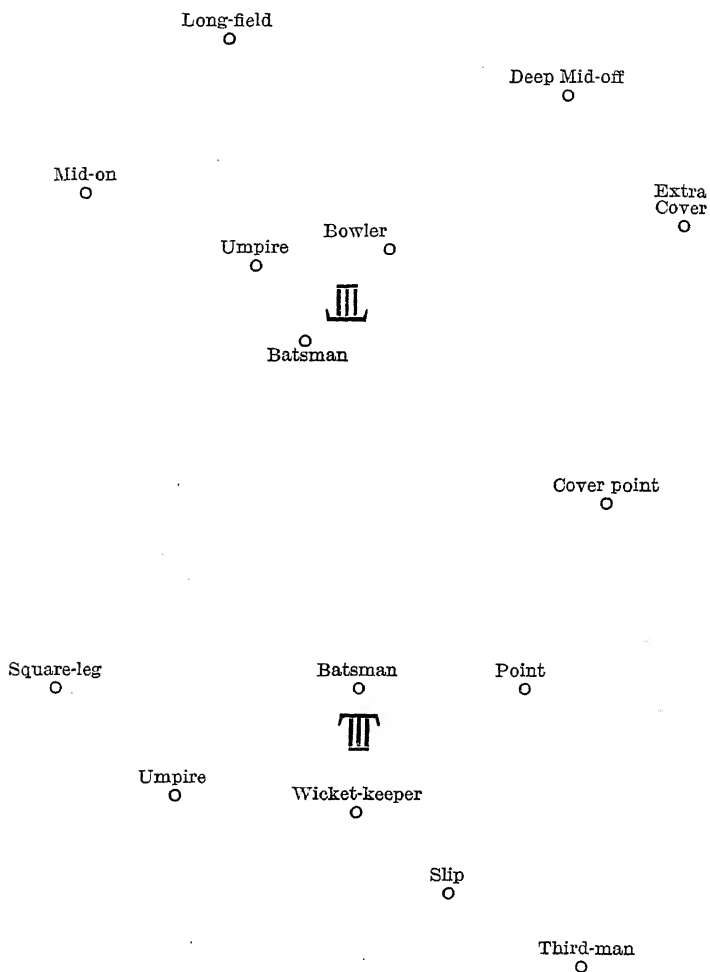 Long-field
Deep Mid-off
Mid-on
Extra
Cover
Bowler
Umpire
Batsman
Cover point
Square-leg
Batsman
Point
Umpire
Wicket-keeper
Slip
Third-man